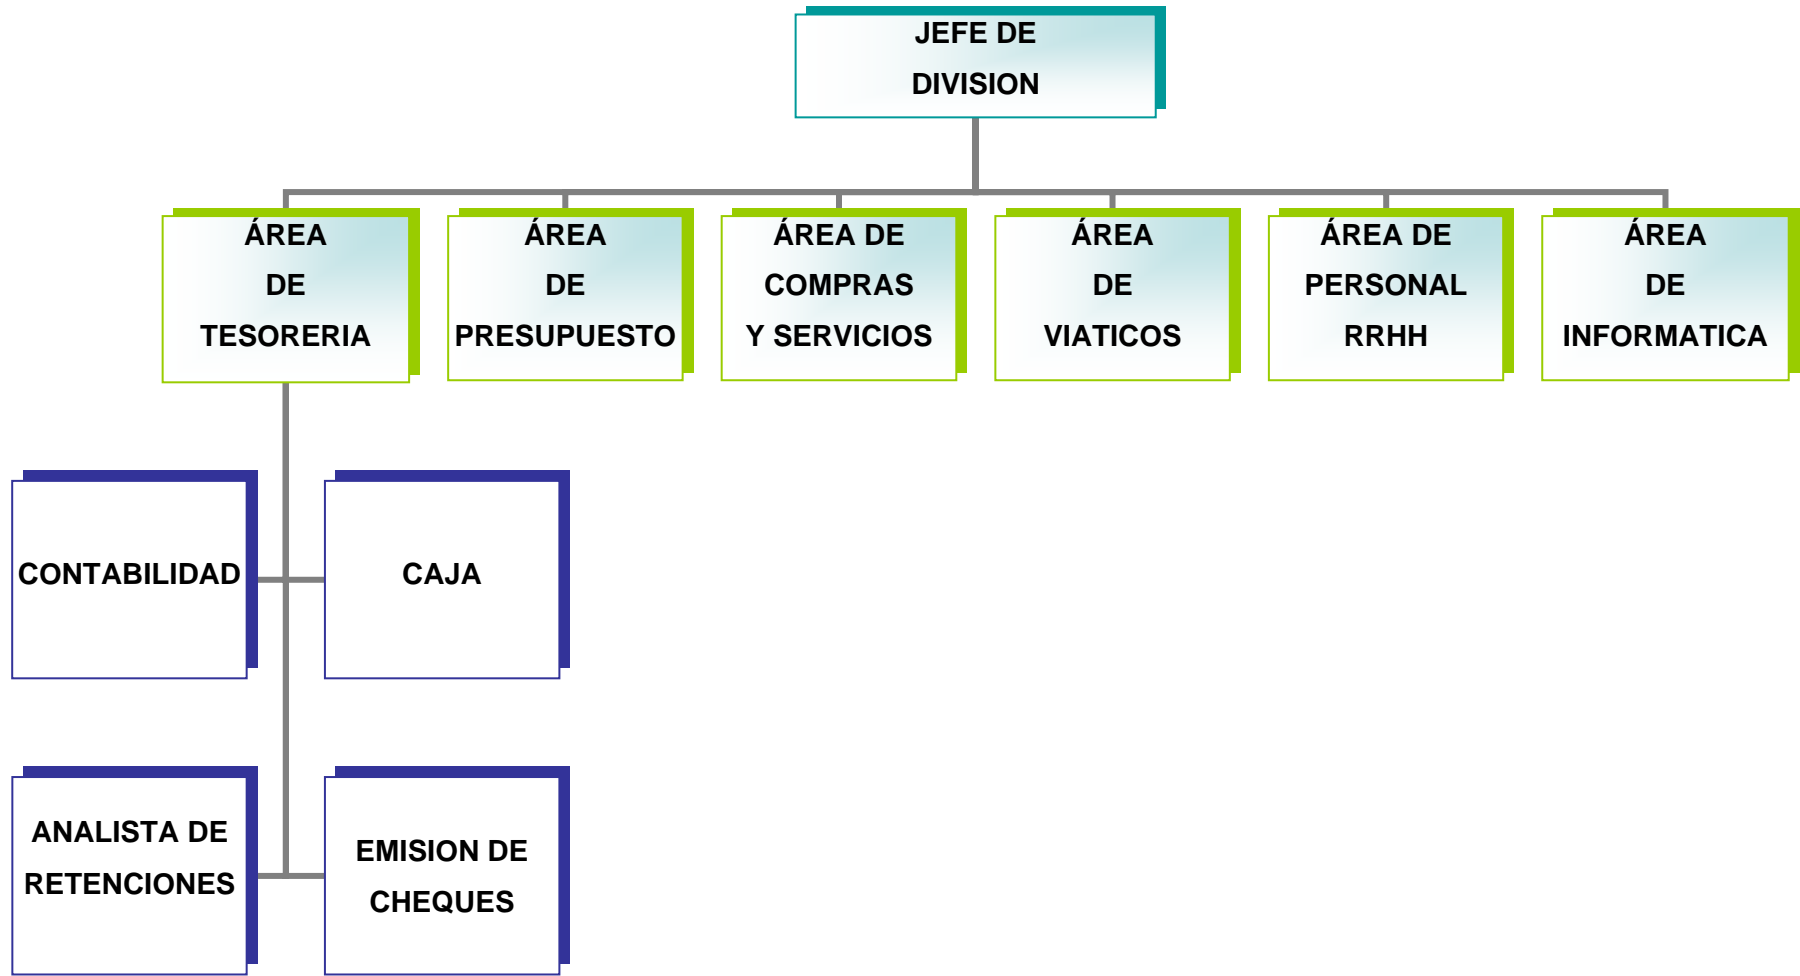 JEFE DE
DIVISION
ÁREA
DE
TESORERIA
ÁREA
DE
PRESUPUESTO
ÁREA DE
COMPRAS
Y SERVICIOS
ÁREA
DE
VIATICOS
ÁREA DE
PERSONAL
RRHH
ÁREA
DE
INFORMATICA
CONTABILIDAD
CAJA
ANALISTA DE
RETENCIONES
EMISION DE
CHEQUES